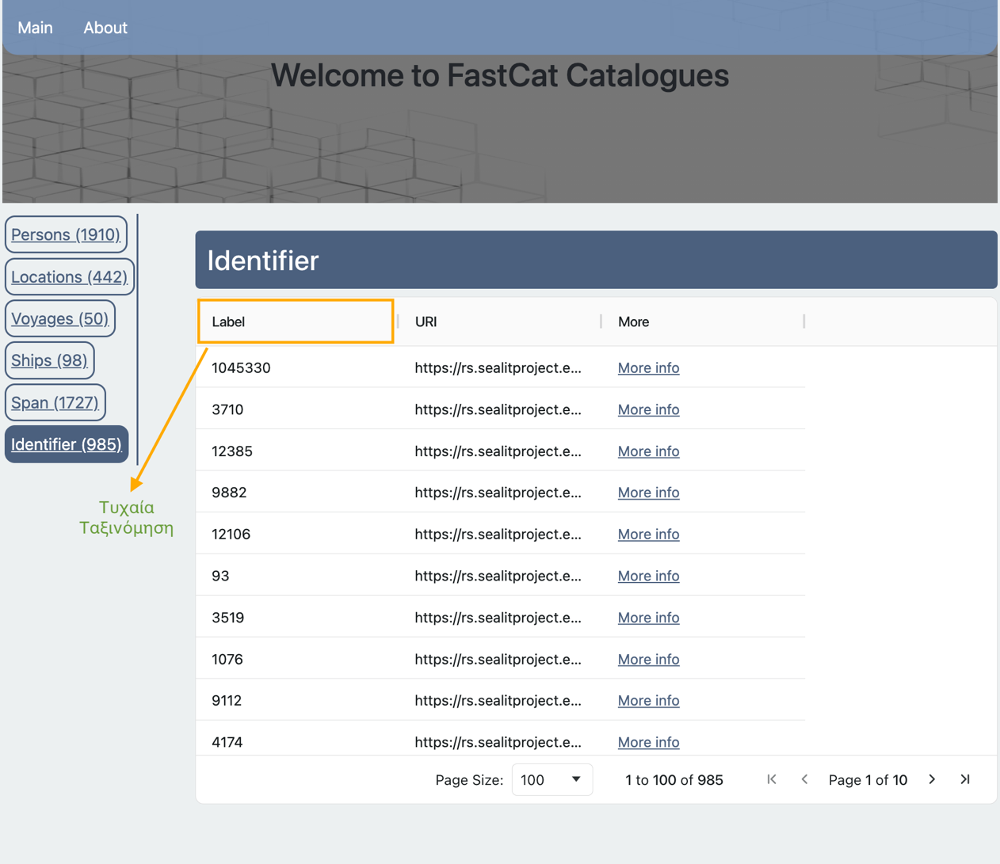 Main About
Welcome to FastCat Catalogues
Persons (1910)
Locations (442)
Voyages (50)
Ships (98)
Span (1727)
Identifier (985)
Τυχαία
Ταξινόμηση
Identifier
Label URI More
1045330 https://rs.sealitproject.e... More info
3710 https://rs.sealitproject.e... More info
12385 https://rs.sealitproject.e... More info
9882 https://rs.sealitproject.e... More info
12106 https://rs.sealitproject.e... More info
93 https://rs.sealitproject.e... More info
3519 https://rs.sealitproject.e... More info
1076 https://rs.sealitproject.e... More info
9112 https://rs.sealitproject.e... More info
4174 https://rs.sealitproject.e... More info
Page Size: 100 1 to 100 of 985 Page 1 of 10